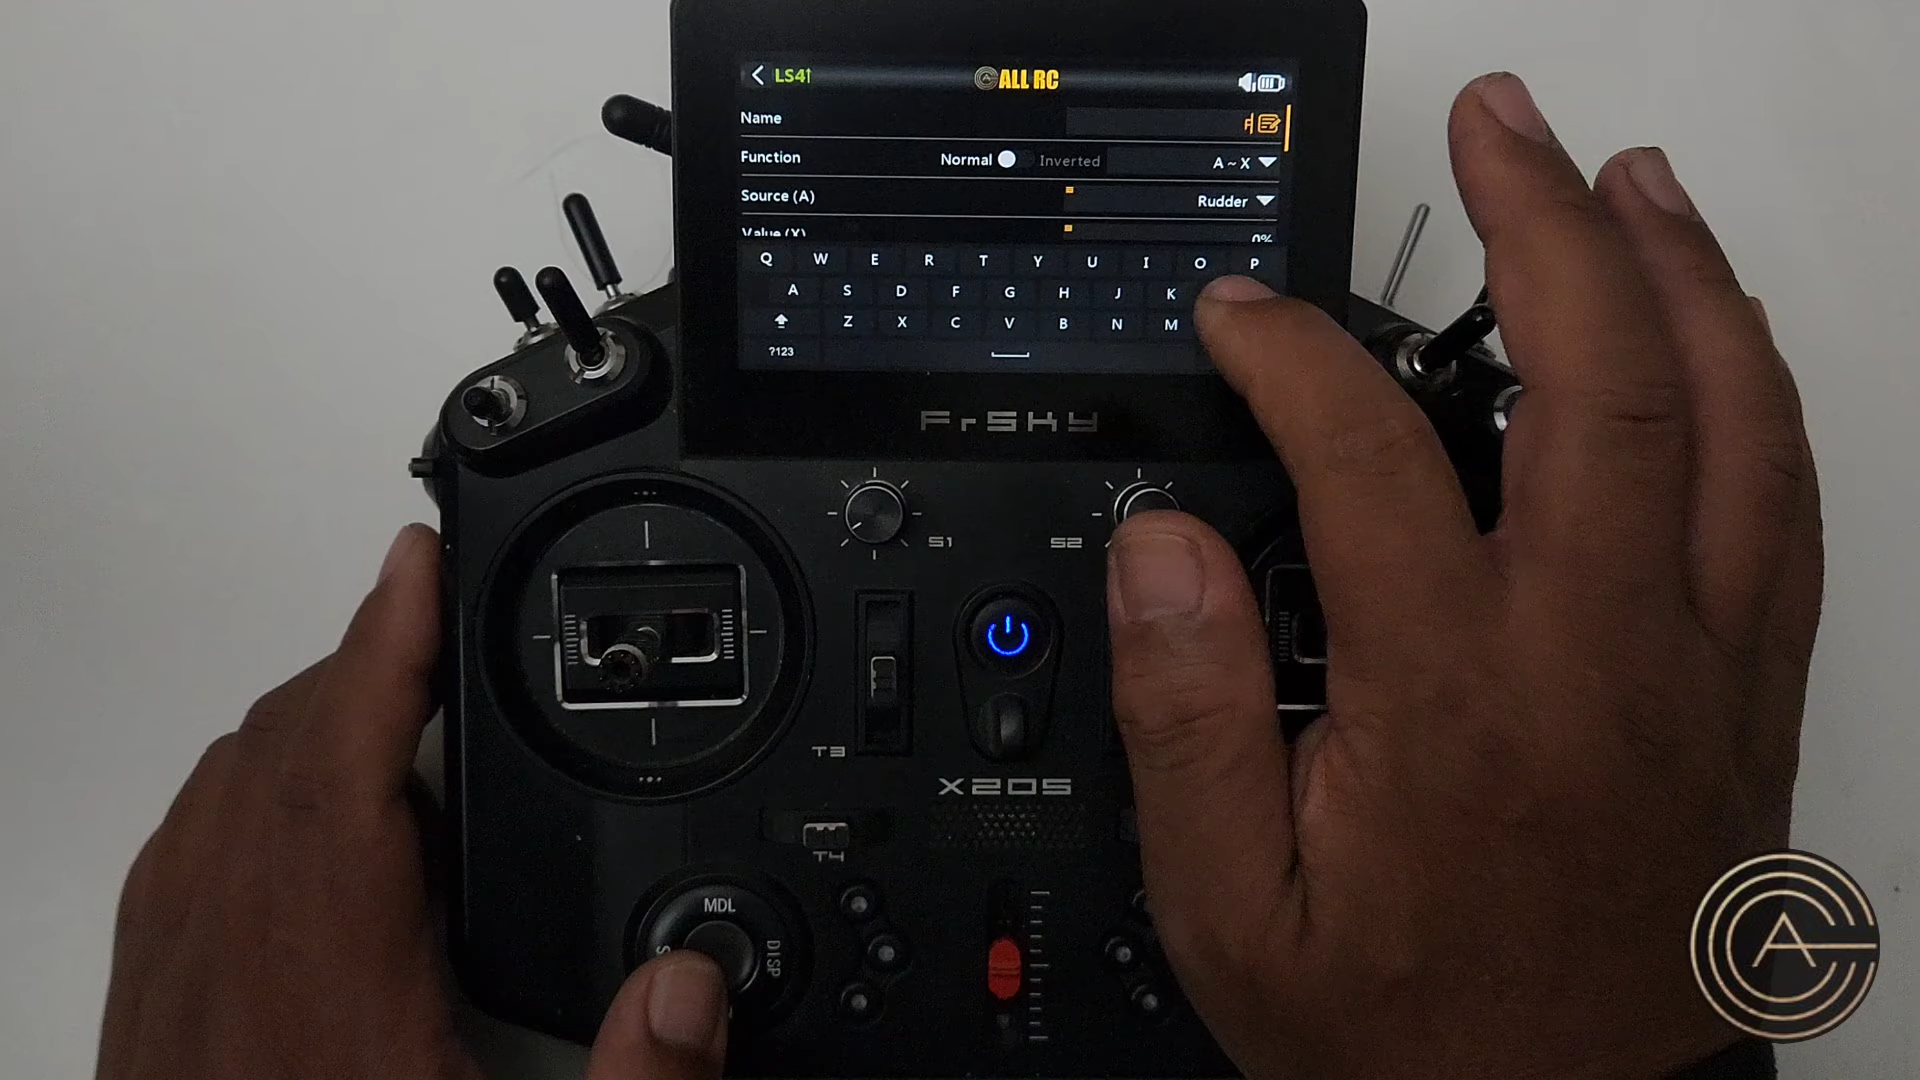 LS4↑
ALL RC
Name F
Function Normal Inverted A ~ X
Source (A) Rudder
Value (X) 0%
Q W E R T Y U I O P
A S D F G H J K
Z X C V B N M
?123
FrSKY
S1 S2
T3
X20S
T4
MDL
DISP